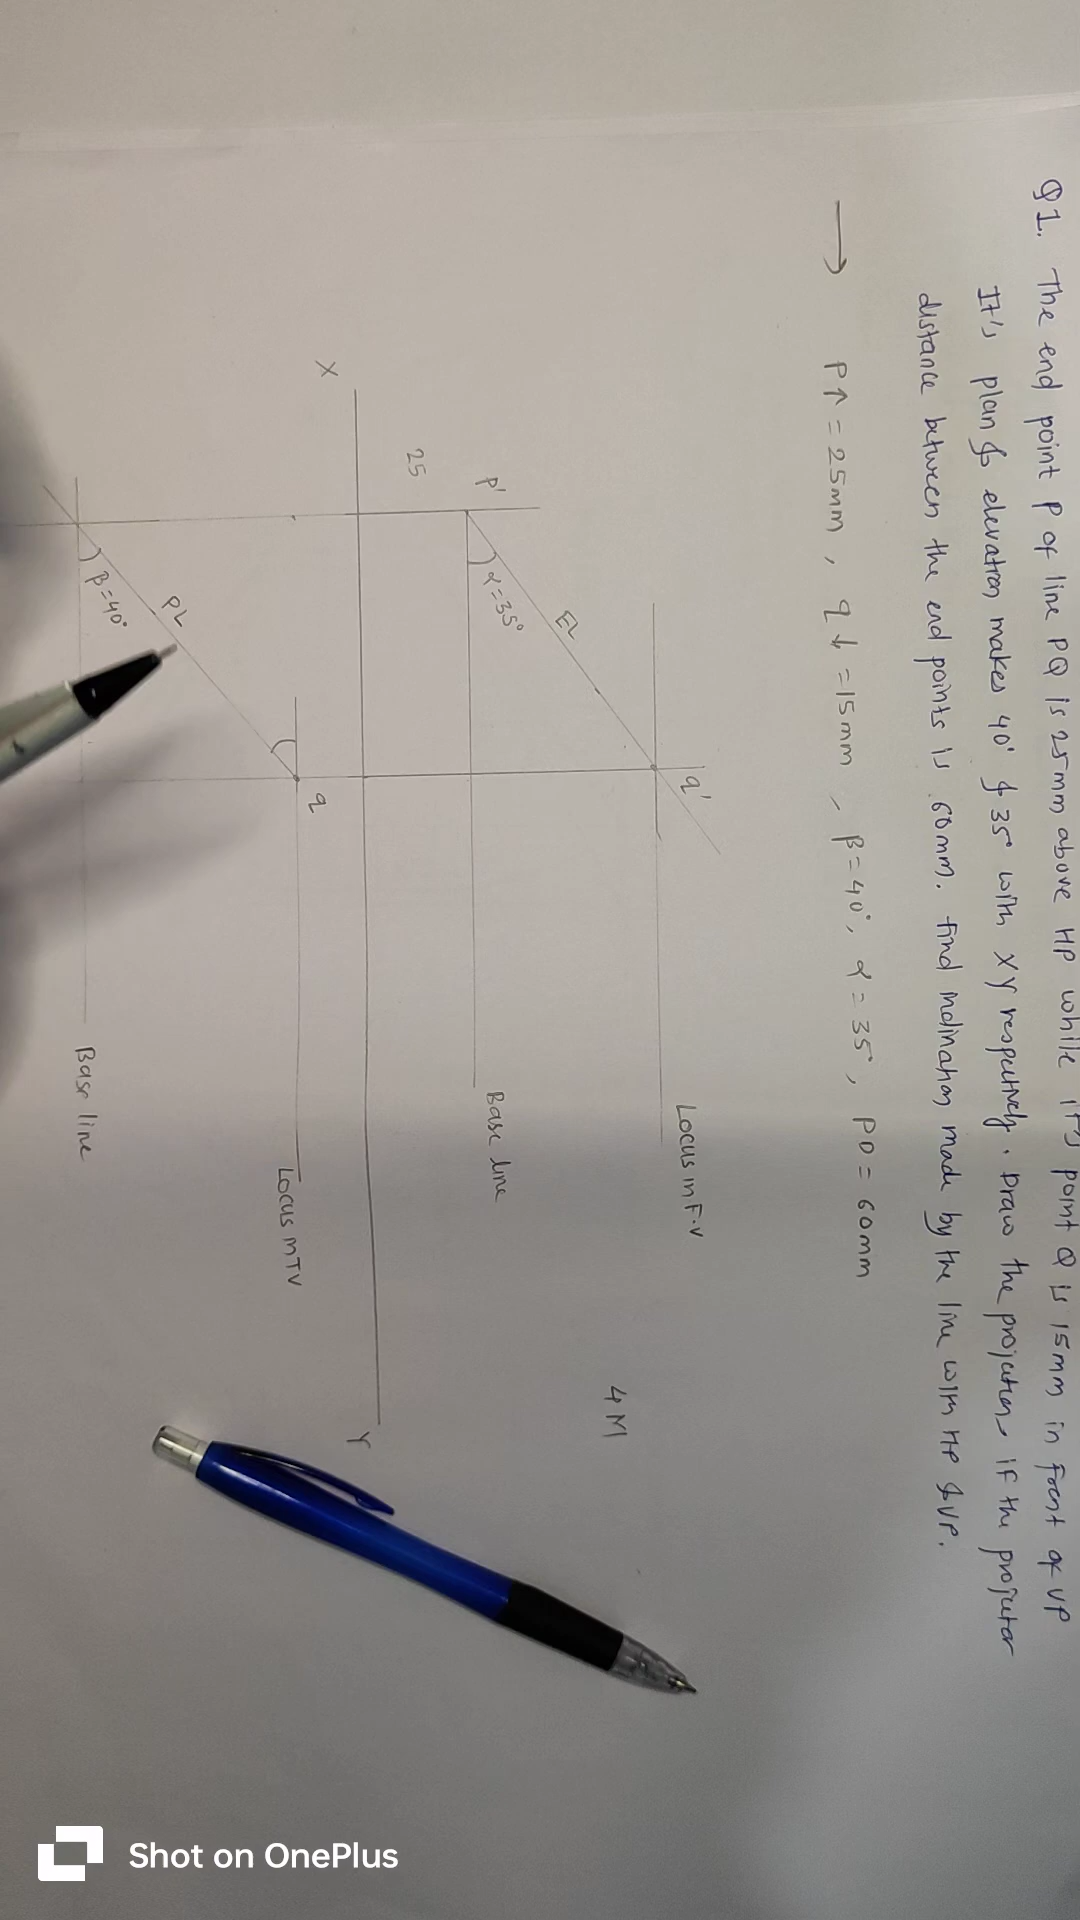 Q1. The end point P of line PQ is 25mm above HP while it's point Q is 15mm in front of VP
It's plan & elevation makes 40° & 35° with XY respectively. Draw the projection, if the projector
distance between the end points is 60mm. find inclination made by the line with HP & VP.
→ P↑ = 25mm, q↓ = 15mm, β = 40°, α = 35°, PD = 60mm
4M
Locus in F.V
q'
EL
P'
α=35°
Base line
25
X
Y
q
Locus in TV
PL
β=40°
Base line
Shot on OnePlus